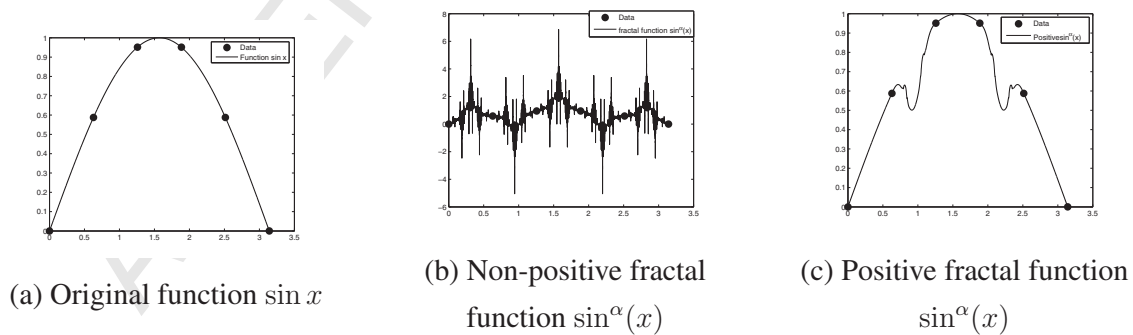 Data
Function sin x
1
0.9
0.8
0.7
0.6
0.5
0.4
0.3
0.2
0.1
0
0 0.5 1 1.5 2 2.5 3 3.5
(a) Original function sin x
8
6
4
2
0
−2
−4
−6
0 0.5 1 1.5 2 2.5 3 3.5
Data
fractal function sin^α(x)
(b) Non-positive fractal
function sin^α(x)
1
0.9
0.8
0.7
0.6
0.5
0.4
0.3
0.2
0.1
0
0 0.5 1 1.5 2 2.5 3 3.5
Data
Positivesin^α(x)
(c) Positive fractal function
sin^α(x)